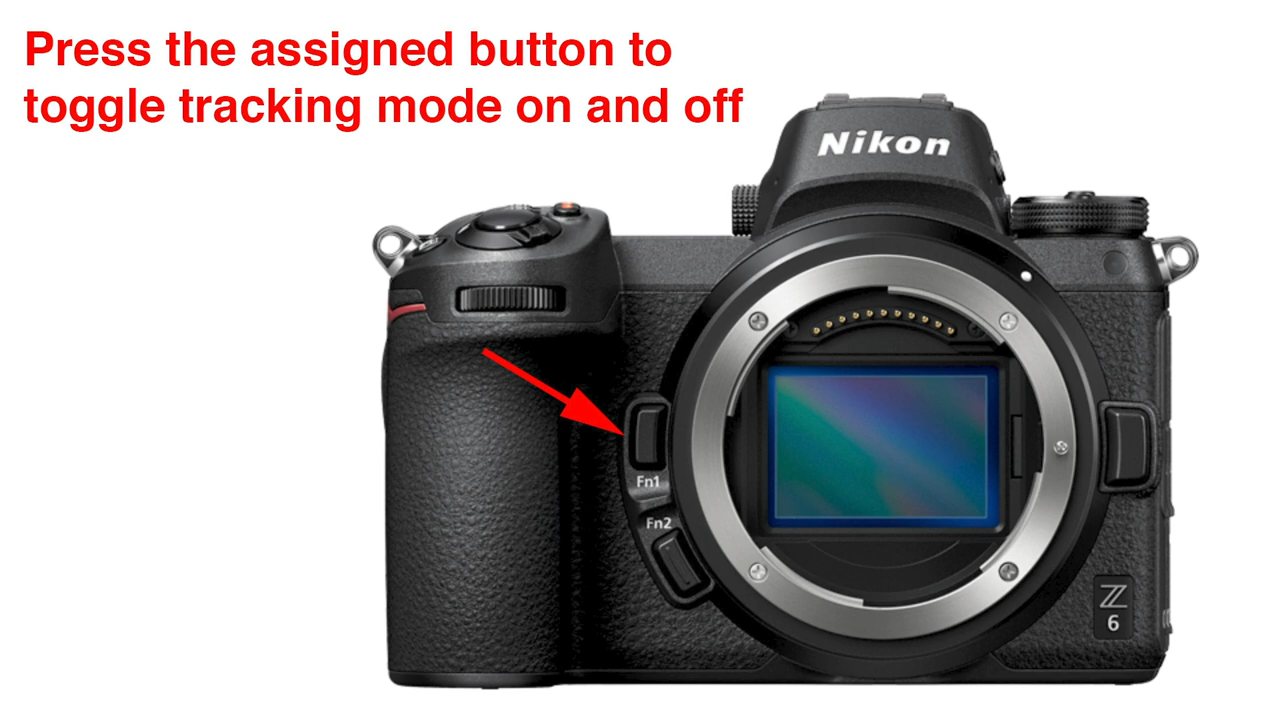 Press the assigned button to
toggle tracking mode on and off
Nikon
Fn1
Fn2
Z
6